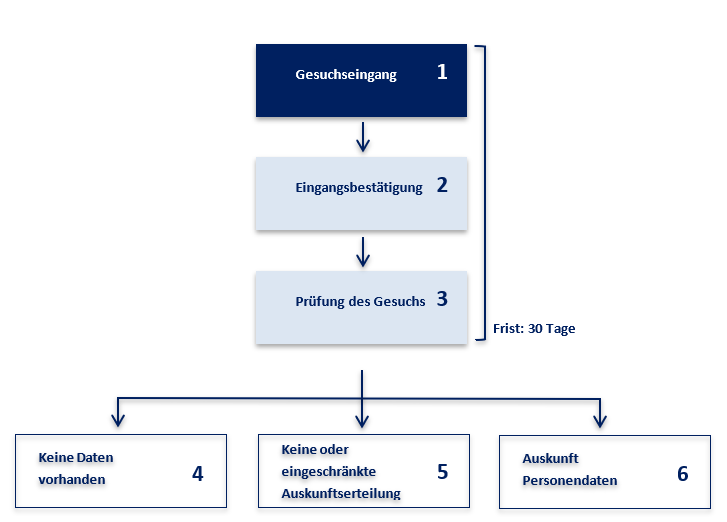 Gesuchseingang 1
Eingangsbestätigung 2
Prüfung des Gesuchs 3
Frist: 30 Tage
Keine Daten
vorhanden 4
Keine oder
eingeschränkte 5
Auskunftserteilung
Auskunft
Personendaten 6